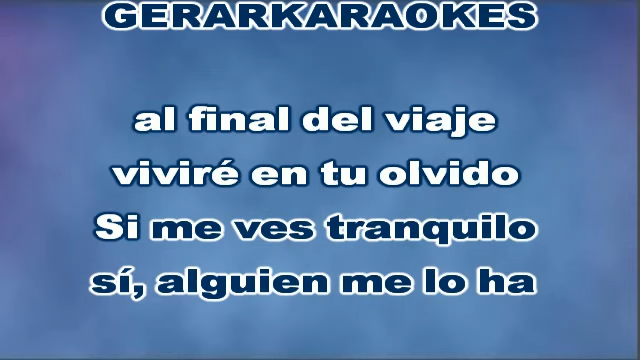 GERARKARAOKES
al final del viaje
viviré en tu olvido
Si me ves tranquilo
sí, alguien me lo ha